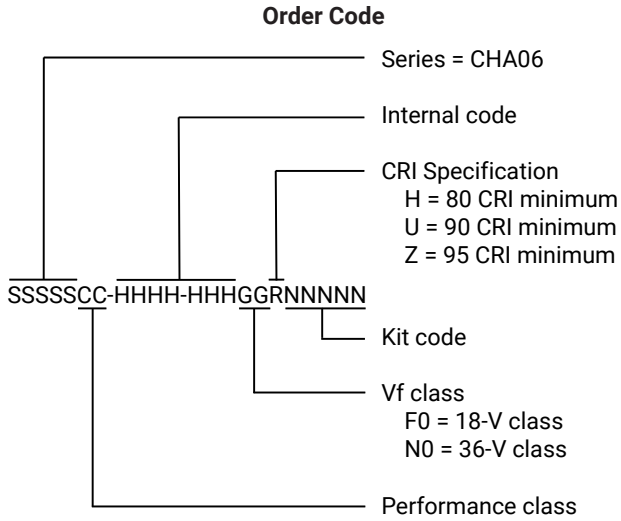 Order Code
Series = CHA06
Internal code
CRI Specification
H = 80 CRI minimum
U = 90 CRI minimum
Z = 95 CRI minimum
SSSSSCC-HHHH-HHHGGRNNNNN
Kit code
Vf class
F0 = 18-V class
N0 = 36-V class
Performance class